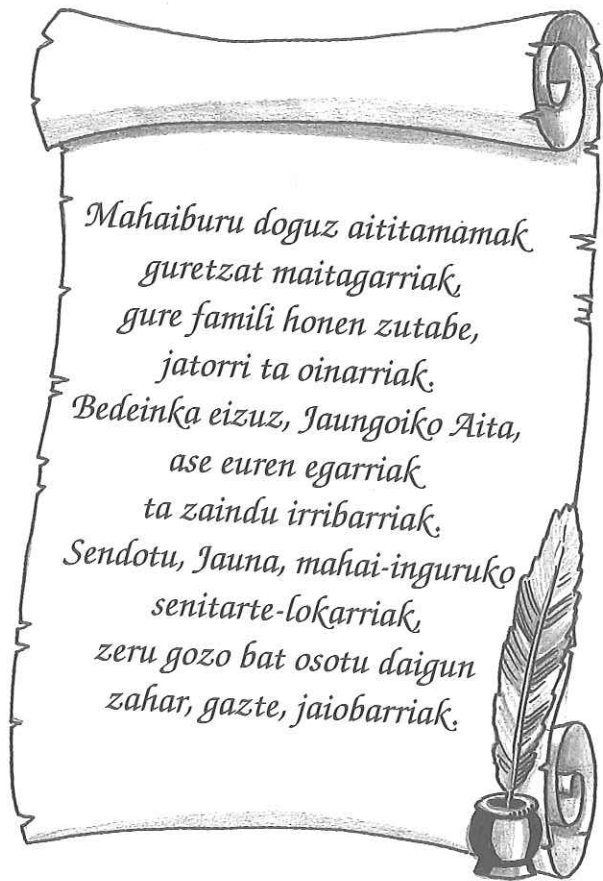 Mahaiburu doguz aititamamak
guretzat maitagarriak,
gure famili honen zutabe,
jatorri ta oinarriak.
Bedeinka eizuz, Jaungoiko Aita,
ase euren egarriak
ta zaindu irribarriak.
Sendotu, Jauna, mahai-inguruko
senitarte-lokarriak,
zeru gozo bat osotu daigun
zahar, gazte, jaiobarriak.